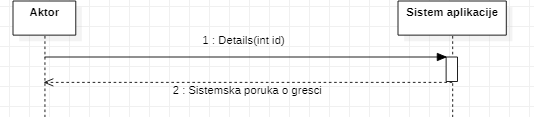 Aktor
Sistem aplikacije
1 : Details(int id)
2 : Sistemska poruka o gresci